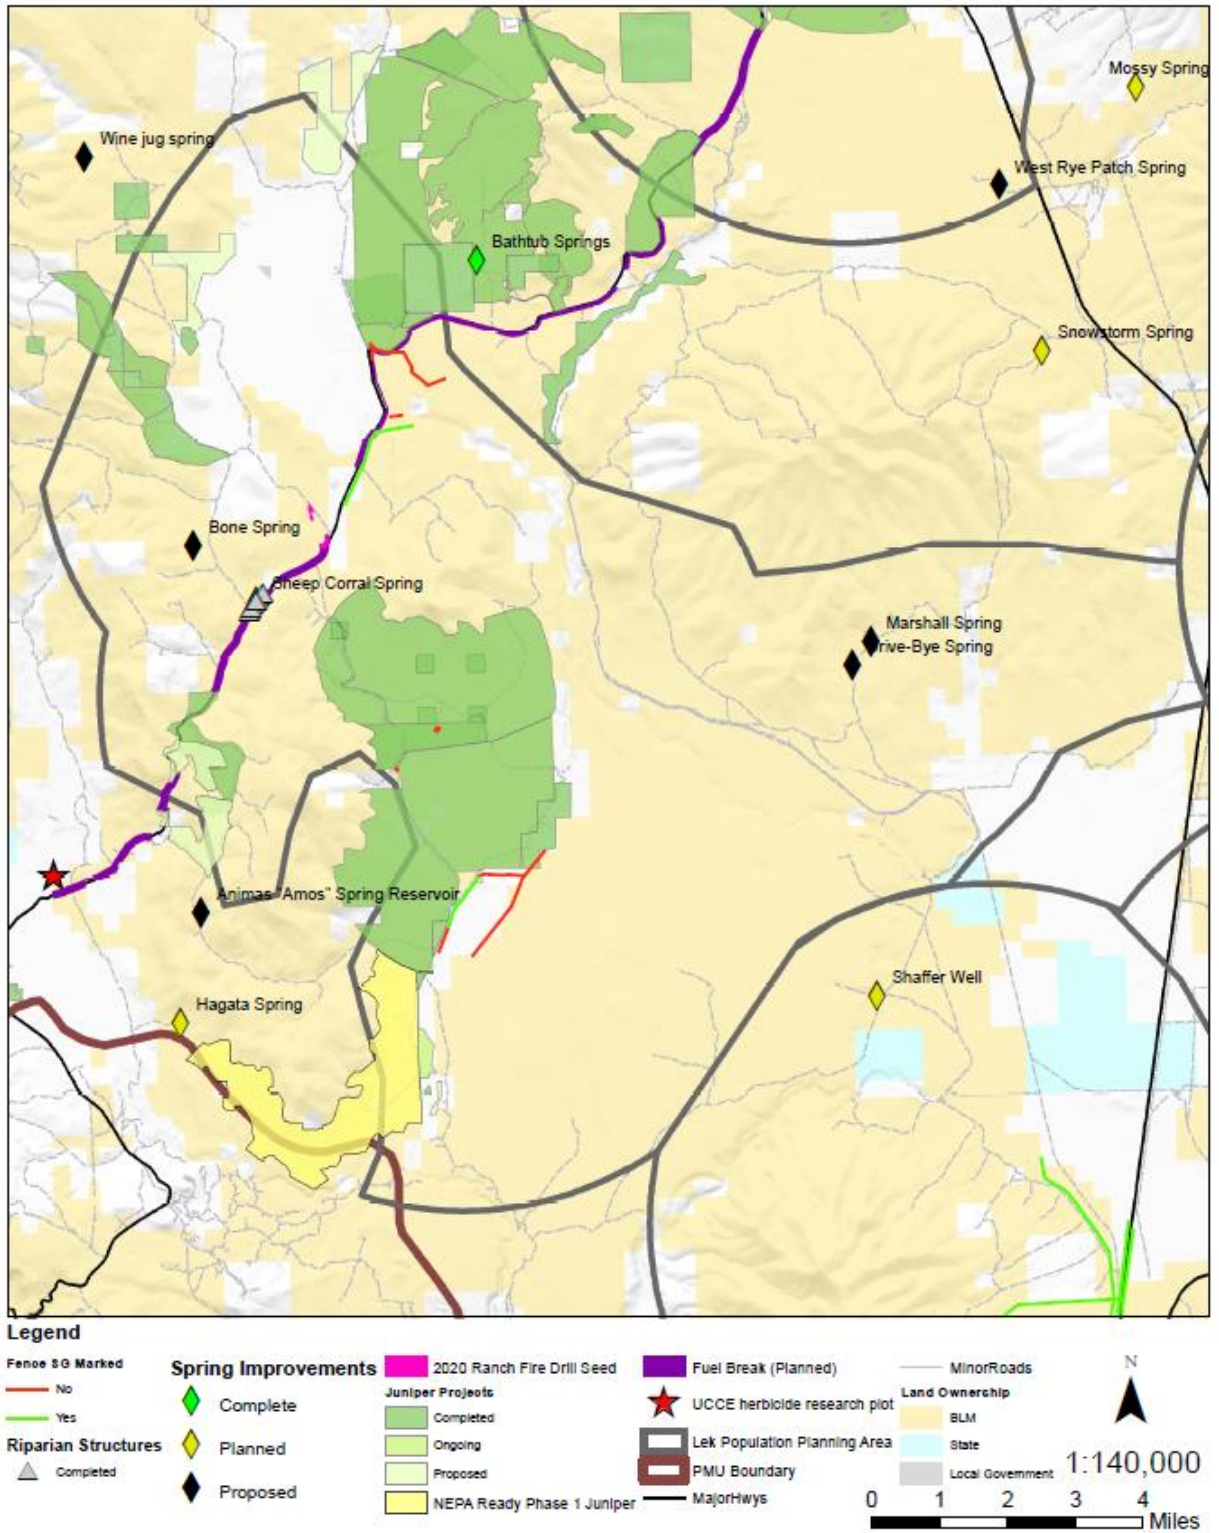 Mossy Spring
Wine jug spring
West Rye Patch Spring
Bathtub Springs
Snowstorm Spring
Bone Spring
Sheep Corral Spring
Marshall Spring
rive-Bye Spring
Animas "Amos" Spring Reservoir
Shaffer Well
Hagata Spring
Legend
Fence SG Marked
No
Yes
Riparian Structures
Completed
Spring Improvements
Complete
Planned
Proposed
2020 Ranch Fire Drill Seed
Juniper Projects
Completed
Ongoing
Proposed
NEPA Ready Phase 1 Juniper
Fuel Break (Planned)
UCCE herbicide research plot
Lek Population Planning Area
PMU Boundary
MajorHwys
MinorRoads
Land Ownership
BLM
State
Local Government
N
1:140,000
0 1 2 3 4
Miles